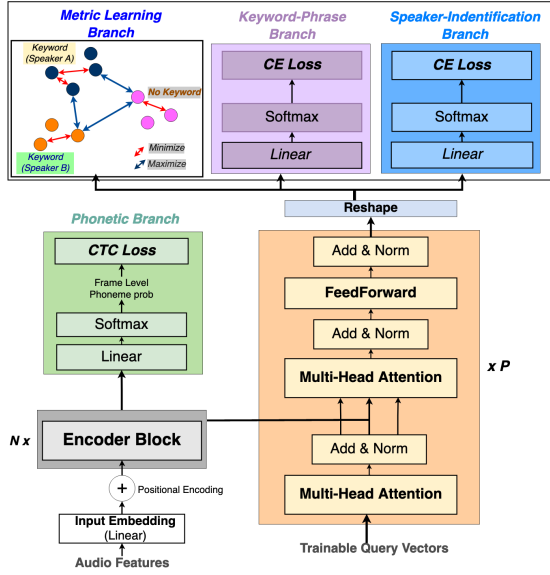 Metric Learning
Branch
Keyword-Phrase
Branch
Speaker-Indentification
Branch
Keyword
(Speaker A)
No Keyword
Keyword
(Speaker B)
Minimize
Maximize
CE Loss
Softmax
Linear
CE Loss
Softmax
Linear
Reshape
Phonetic Branch
CTC Loss
Frame Level
Phoneme prob
Softmax
Linear
Add & Norm
FeedForward
Add & Norm
Multi-Head Attention
x P
Add & Norm
Multi-Head Attention
Trainable Query Vectors
N x
Encoder Block
+
Positional Encoding
Input Embedding
(Linear)
Audio Features